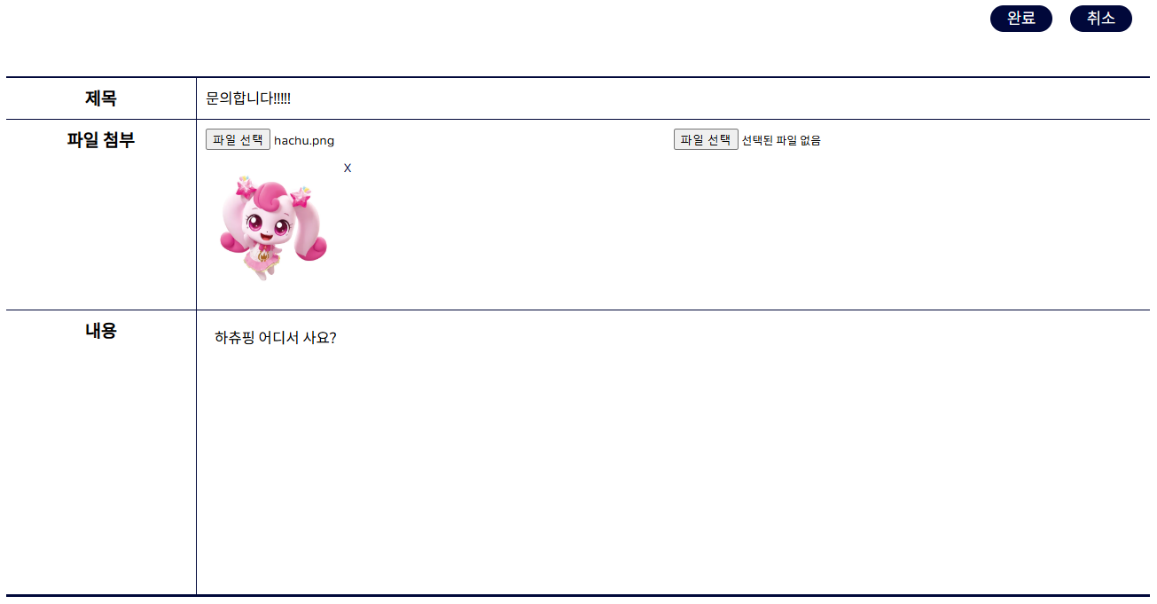 완료 취소
제목 문의합니다!!!!!
파일 첨부 파일 선택 hachu.png 파일 선택 선택된 파일 없음
X
내용 하츄핑 어디서 사요?